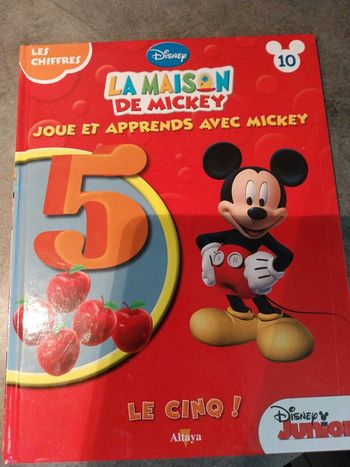 LES
CHIFFRES
Disney
10
LA MAISON
DE MICKEY
JOUE ET APPRENDS AVEC MICKEY
5
LE CINQ !
Altaya
Disney
Junior